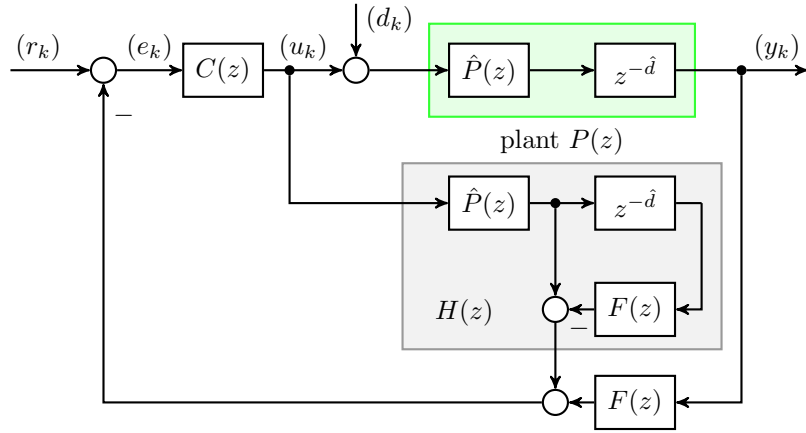 (r_k)
(e_k)
C(z)
(u_k)
(d_k)
P̂(z)
z^{-d̂}
(y_k)
−
plant P(z)
P̂(z)
z^{-d̂}
H(z)
−
F(z)
F(z)